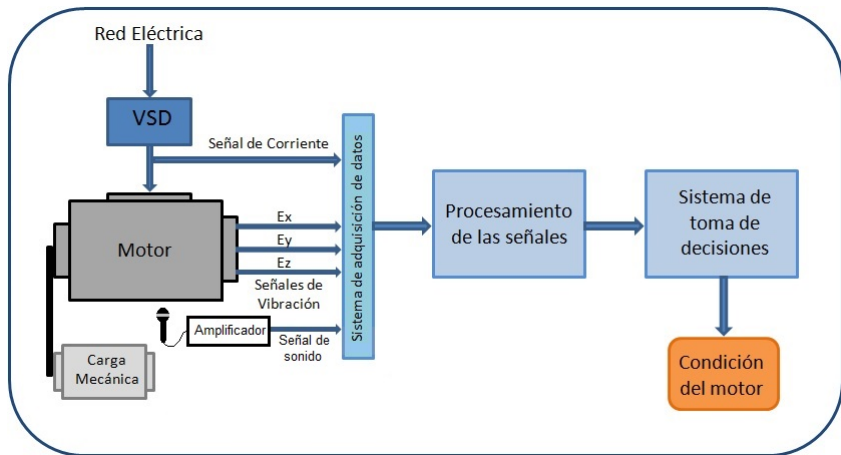 Red Eléctrica
VSD
Señal de Corriente
Motor
Ex
Ey
Ez
Señales de
Vibración
Amplificador
Señal de
sonido
Carga
Mecánica
Sistema de adquisición de datos
Procesamiento
de las señales
Sistema de
toma de
decisiones
Condición
del motor